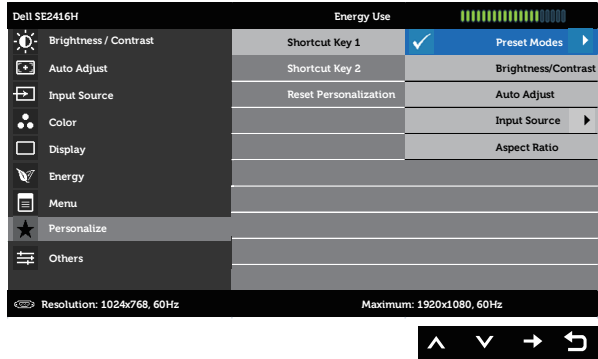 Dell SE2416H
Energy Use
Brightness / Contrast
Auto Adjust
Input Source
Color
Display
Energy
Menu
Personalize
Others
Shortcut Key 1
Shortcut Key 2
Reset Personalization
Preset Modes
Brightness/Contrast
Auto Adjust
Input Source
Aspect Ratio
Resolution: 1024x768, 60Hz
Maximum: 1920x1080, 60Hz